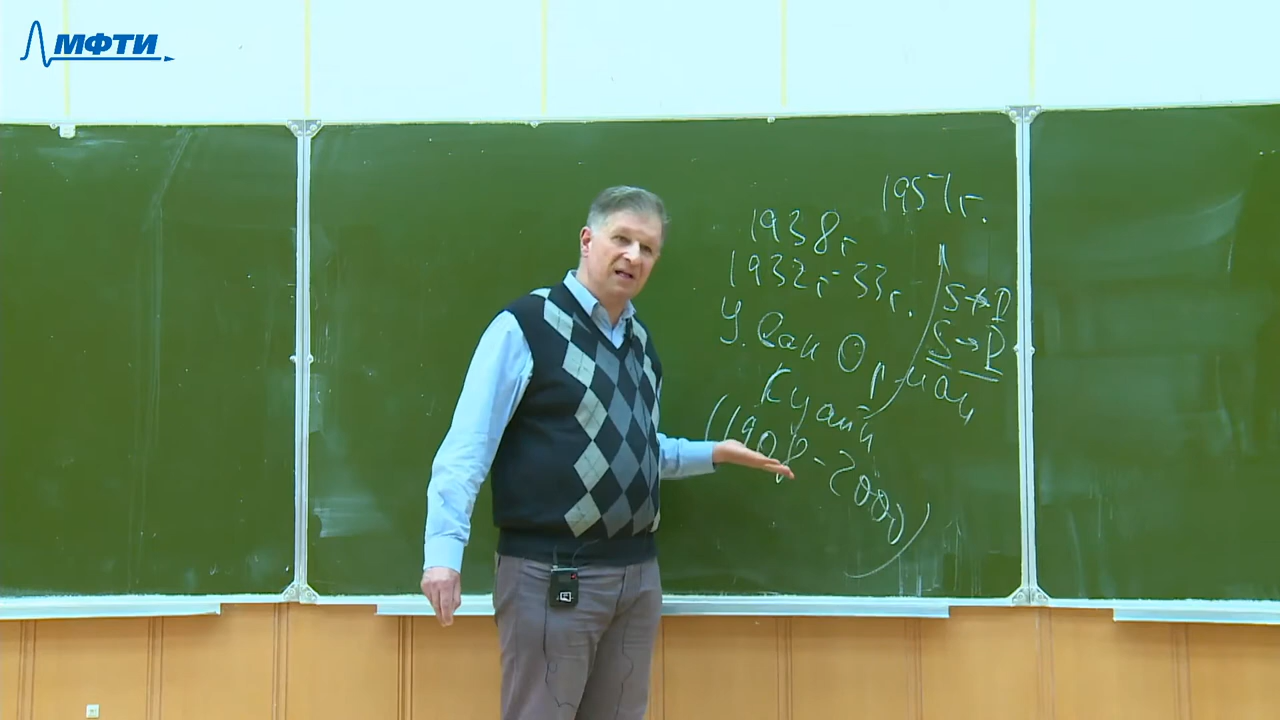 МФТИ
1957г.
1938г
1932г-33г.
S→P
S→P
У. Ван Орман
Куайн
(1908-2000)